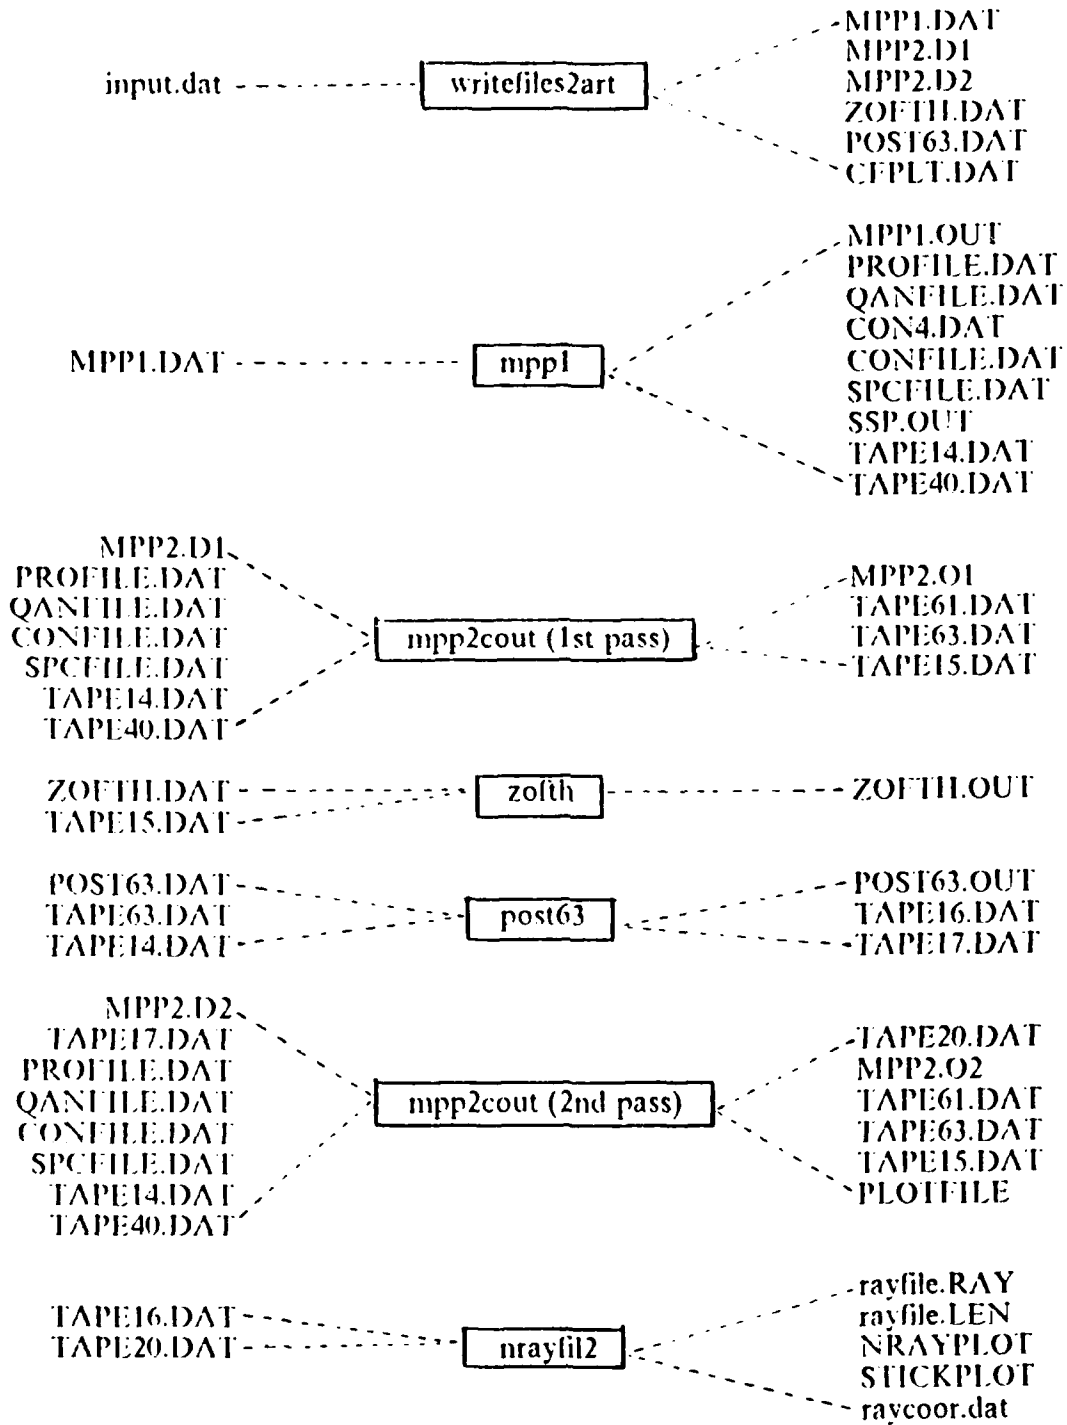 input.dat
writefiles2art
MPP1.DAT
MPP2.D1
MPP2.D2
ZOFTH.DAT
POST63.DAT
CFPLT.DAT
MPP1.DAT
mpp1
MPP1.OUT
PROFILE.DAT
QANFILE.DAT
CON4.DAT
CONFILE.DAT
SPCFILE.DAT
SSP.OUT
TAPE14.DAT
TAPE40.DAT
MPP2.D1
PROFILE.DAT
QANFILE.DAT
CONFILE.DAT
SPCFILE.DAT
TAPE14.DAT
TAPE40.DAT
mpp2cout (1st pass)
MPP2.O1
TAPE61.DAT
TAPE63.DAT
TAPE15.DAT
ZOFTH.DAT
TAPE15.DAT
zofth
ZOFTH.OUT
POST63.DAT
TAPE63.DAT
TAPE14.DAT
post63
POST63.OUT
TAPE16.DAT
TAPE17.DAT
MPP2.D2
TAPE17.DAT
PROFILE.DAT
QANFILE.DAT
CONFILE.DAT
SPCFILE.DAT
TAPE14.DAT
TAPE40.DAT
mpp2cout (2nd pass)
TAPE20.DAT
MPP2.O2
TAPE61.DAT
TAPE63.DAT
TAPE15.DAT
PLOTFILE
TAPE16.DAT
TAPE20.DAT
nrayfil2
rayfile.RAY
rayfile.LEN
NRAYPLOT
STICKPLOT
raycoor.dat